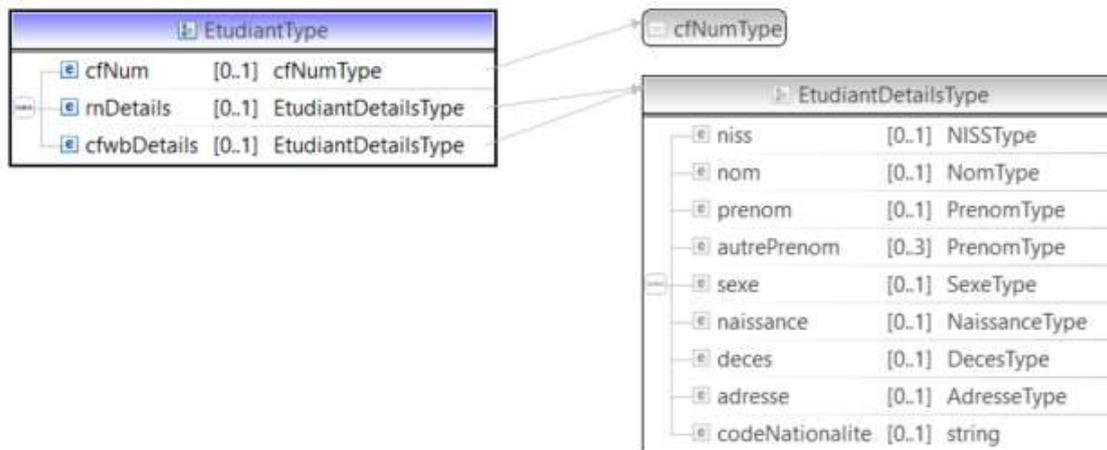 EtudiantType
cfNum [0..1] cfNumType
rnDetails [0..1] EtudiantDetailsType
cfwbDetails [0..1] EtudiantDetailsType
cfNumType
EtudiantDetailsType
niss [0..1] NISSType
nom [0..1] NomType
prenom [0..1] PrenomType
autrePrenom [0..3] PrenomType
sexe [0..1] SexeType
naissance [0..1] NaissanceType
deces [0..1] DecesType
adresse [0..1] AdresseType
codeNationalite [0..1] string